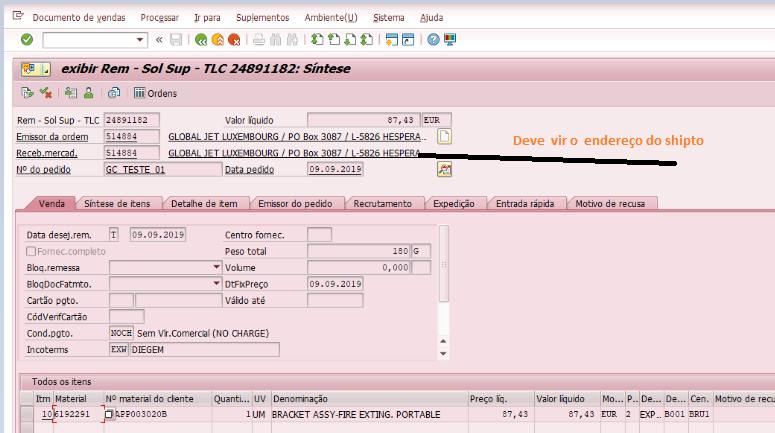 Documento de vendas Processar Ir para Suplementos Ambiente(U) Sistema Ajuda
exibir Rem - Sol Sup - TLC 24891182: Síntese
Ordens
Rem - Sol Sup - TLC 24891182 Valor líquido 87,43 EUR
Emissor da ordem 514884 GLOBAL JET LUXEMBOURG / PO Box 3087 / L-5826 HESPERA..
Deve vir o endereço do shipto
Receb.mercad. 514884 GLOBAL JET LUXEMBOURG / PO Box 3087 / L-5826 HESPERA
Nº do pedido GC_TESTE_01 Data pedido 09.09.2019
Venda Síntese de itens Detalhe de item Emissor do pedido Recrutamento Expedição Entrada rápida Motivo de recusa
Data desej.rem. T 09.09.2019 Centro fornec.
Fornec.completo Peso total 180 G
Bloq.remessa Volume 0,000
BloqDocFatmto. DtFixPreço 09.09.2019
Cartão pgto. Válido até
CódVerifCartão
Cond.pgto. NOCH Sem Vlr.Comercial (NO CHARGE)
Incoterms EXW DIEGEM
Todos os itens
Itm Material Nº material do cliente Quanti... UV Denominação Preço líq. Valor líquido Mo... P.. De... De... Cen. Motivo de recu
10 6192291 APP003020B 1 UM BRACKET ASSY-FIRE EXTING. PORTABLE 87,43 87,43 EUR 2 EXP.. B001 BRU1